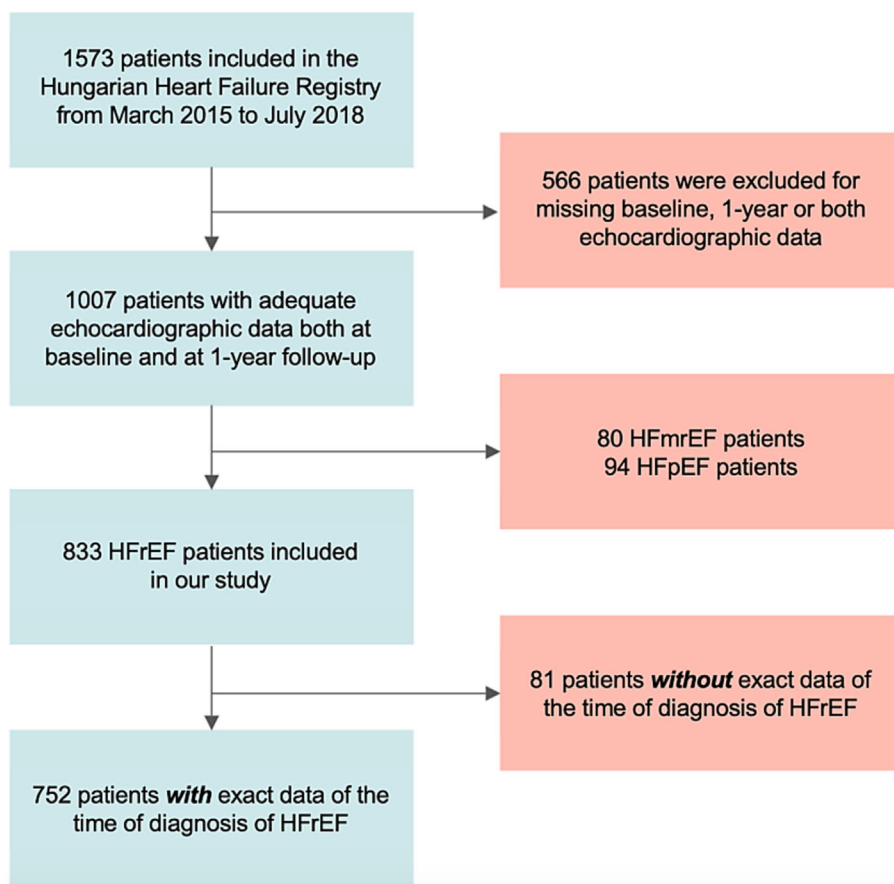 1573 patients included in the
Hungarian Heart Failure Registry
from March 2015 to July 2018
566 patients were excluded for
missing baseline, 1-year or both
echocardiographic data
1007 patients with adequate
echocardiographic data both at
baseline and at 1-year follow-up
80 HFmrEF patients
94 HFpEF patients
833 HFrEF patients included
in our study
81 patients without exact data of
the time of diagnosis of HFrEF
752 patients with exact data of the
time of diagnosis of HFrEF